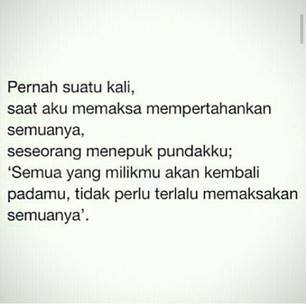 Pernah suatu kali,
saat aku memaksa mempertahankan
semuanya,
seseorang menepuk pundakku;
‘Semua yang milikmu akan kembali
padamu, tidak perlu terlalu memaksakan
semuanya’.